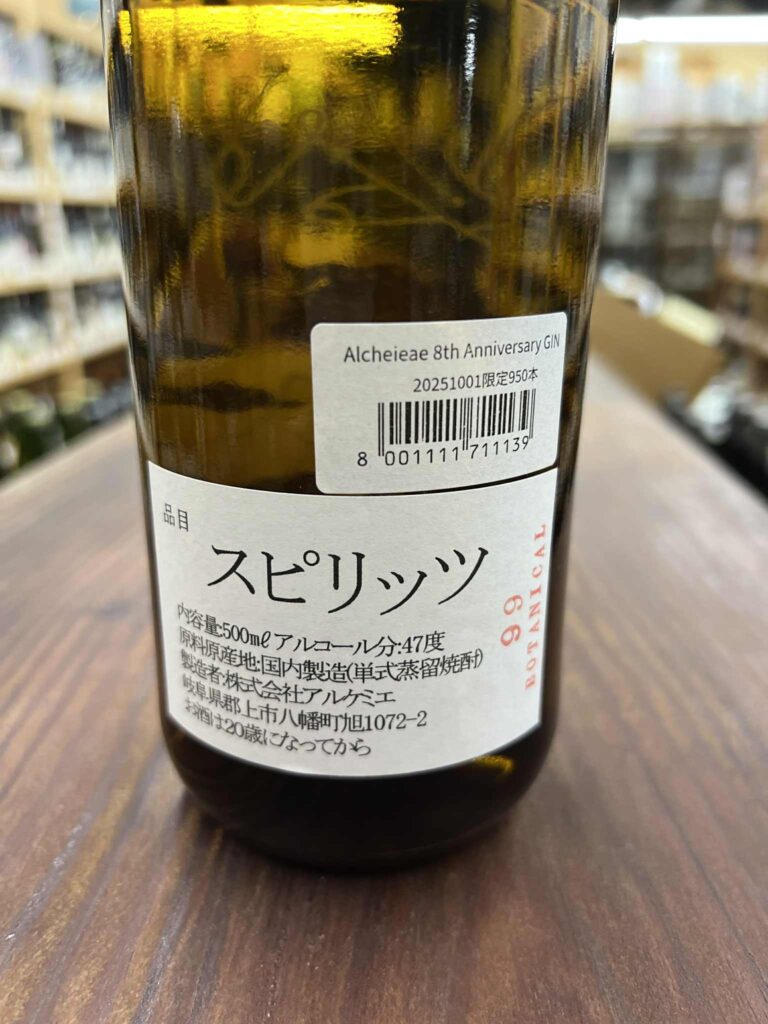 Alcheieae 8th Anniversary GIN
20251001限定950本
8 001111 711139
品目
スピリッツ
内容量:500mℓ アルコール分:47度
原料原産地:国内製造(単式蒸留焼酎)
製造者:株式会社アルケミエ
岐阜県郡上市八幡町旭1072-2
お酒は20歳になってから
99
BOTANICAL